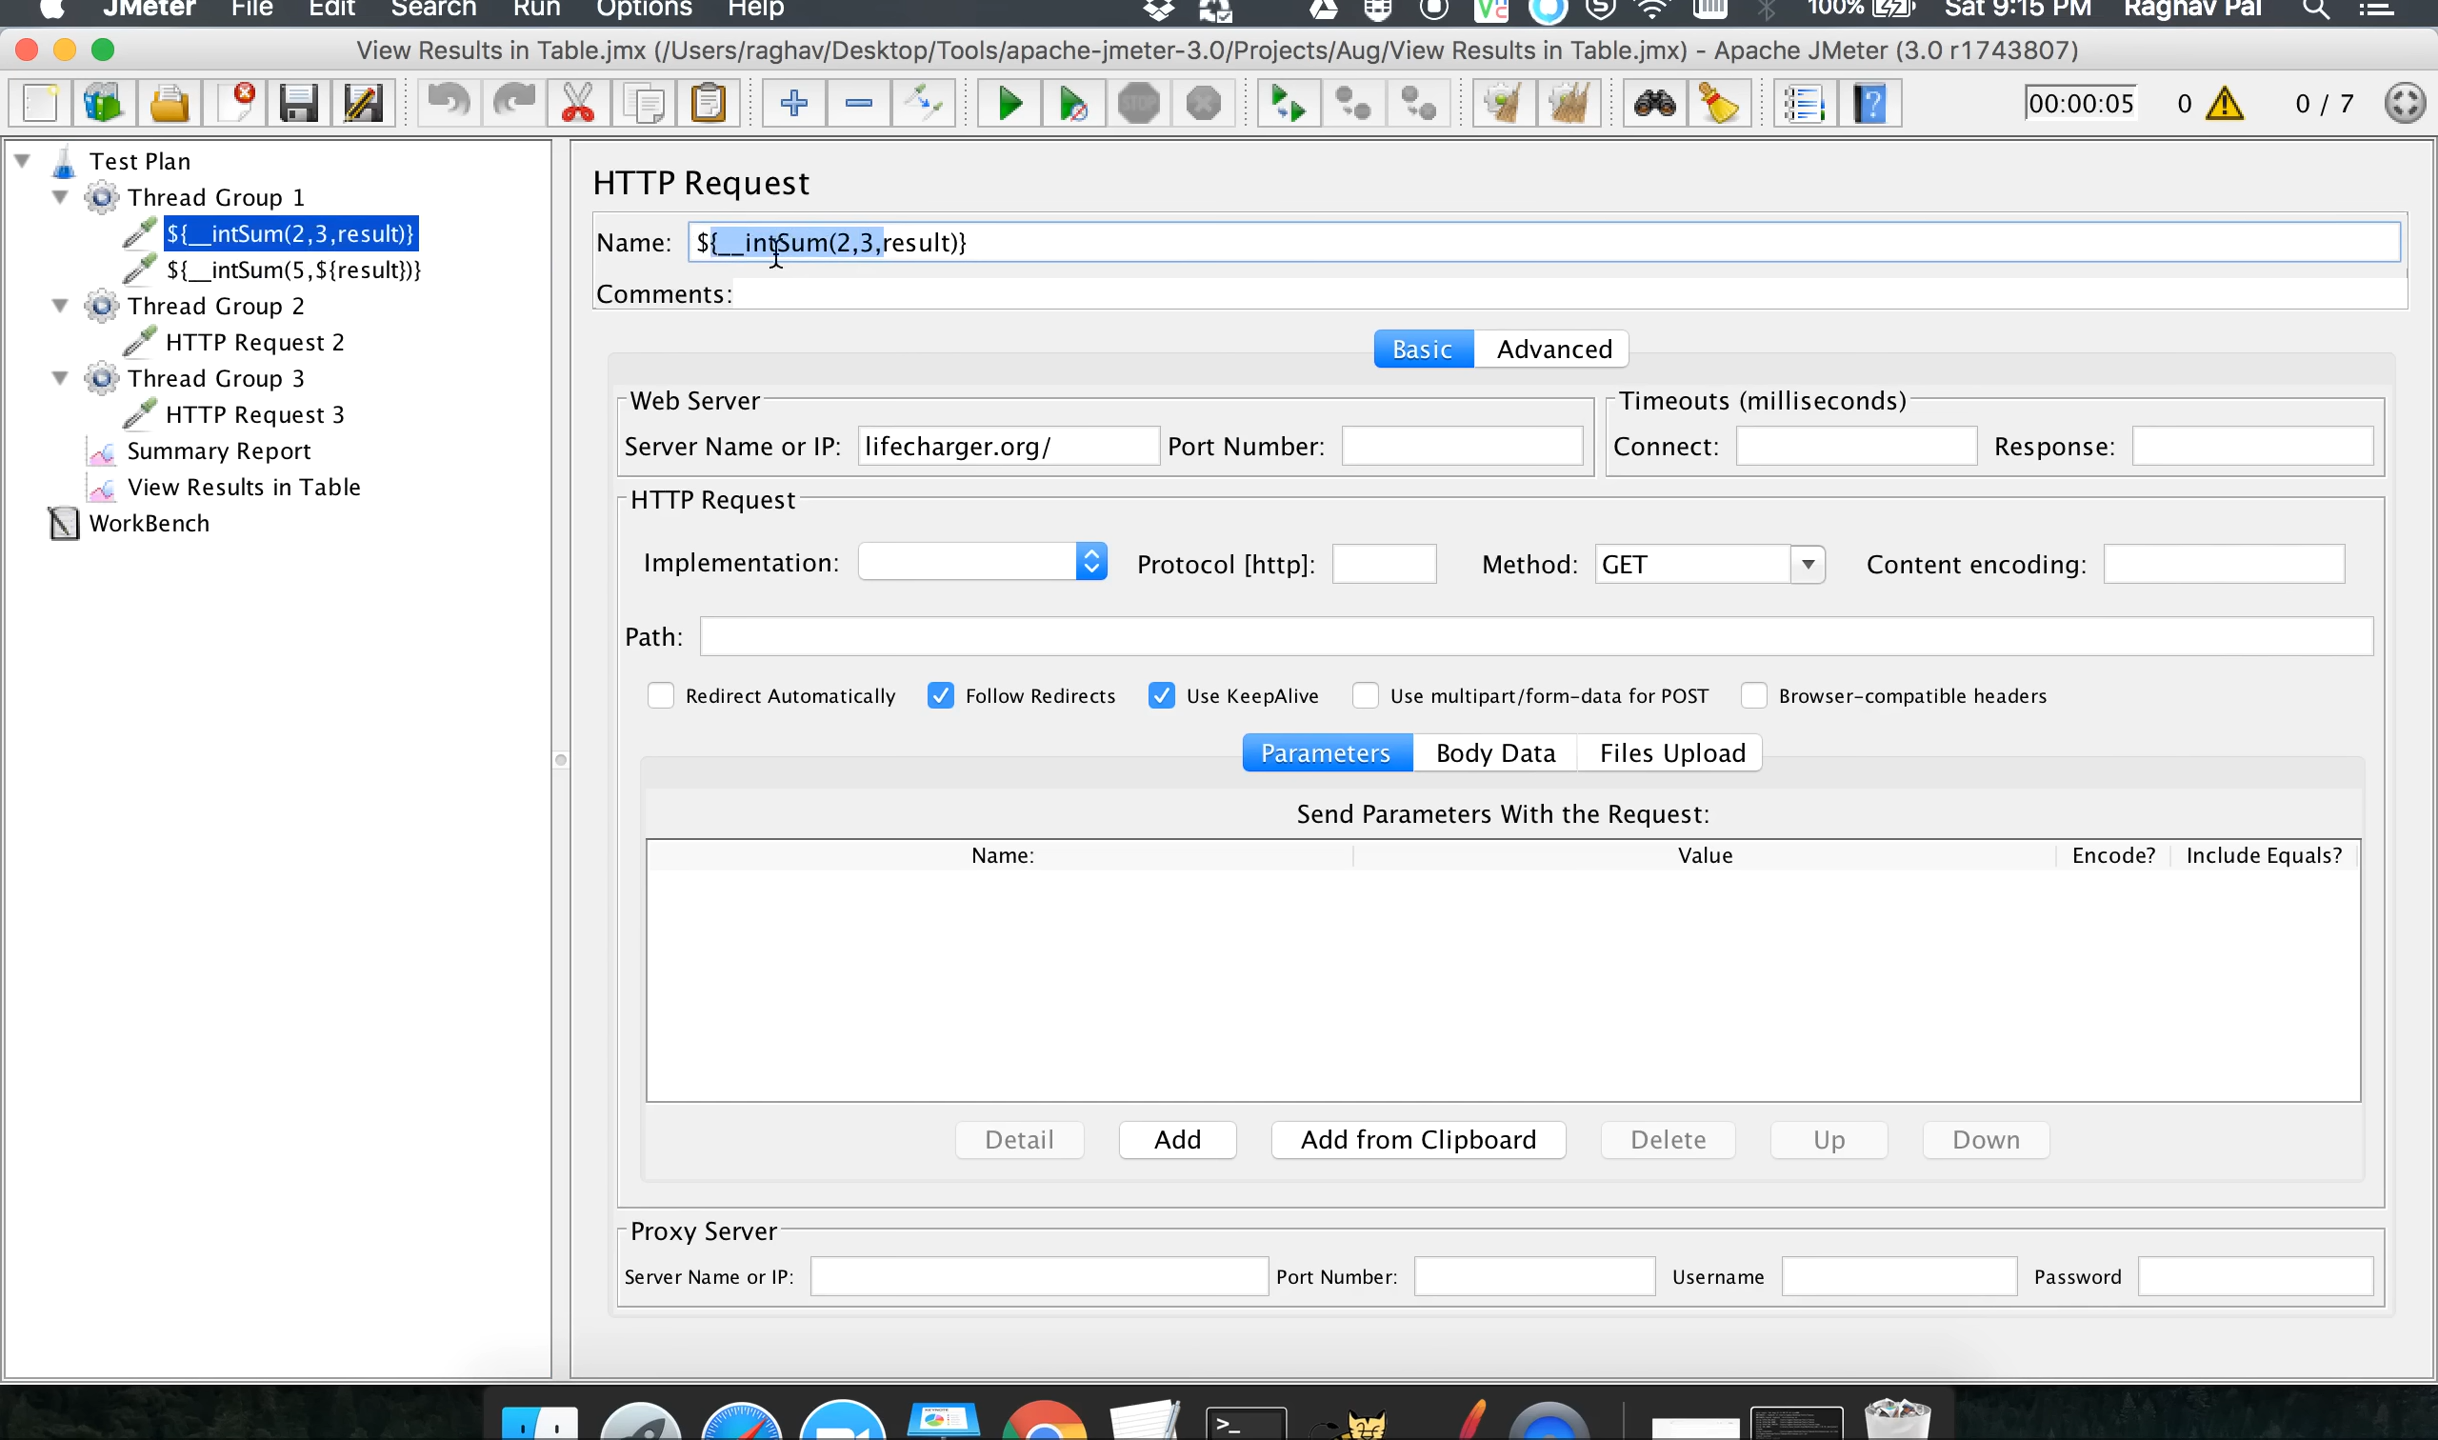 JMeter File Edit Search Run Options Help 100% Sat 9:15 PM Raghav Pal
View Results in Table.jmx (/Users/raghav/Desktop/Tools/apache-jmeter-3.0/Projects/Aug/View Results in Table.jmx) - Apache JMeter (3.0 r1743807)
STOP 00:00:05 0 0 / 7
Test Plan
Thread Group 1
${__intSum(2,3,result)}
${__intSum(5,${result})}
Thread Group 2
HTTP Request 2
Thread Group 3
HTTP Request 3
Summary Report
View Results in Table
WorkBench
HTTP Request
Name: ${__intSum(2,3,result)}
Comments:
Basic Advanced
Web Server
Server Name or IP: lifecharger.org/ Port Number:
Timeouts (milliseconds)
Connect: Response:
HTTP Request
Implementation: Protocol [http]: Method: GET Content encoding:
Path:
Redirect Automatically Follow Redirects Use KeepAlive Use multipart/form-data for POST Browser-compatible headers
Parameters Body Data Files Upload
Send Parameters With the Request:
Name: Value Encode? Include Equals?
Detail Add Add from Clipboard Delete Up Down
Proxy Server
Server Name or IP: Port Number: Username Password